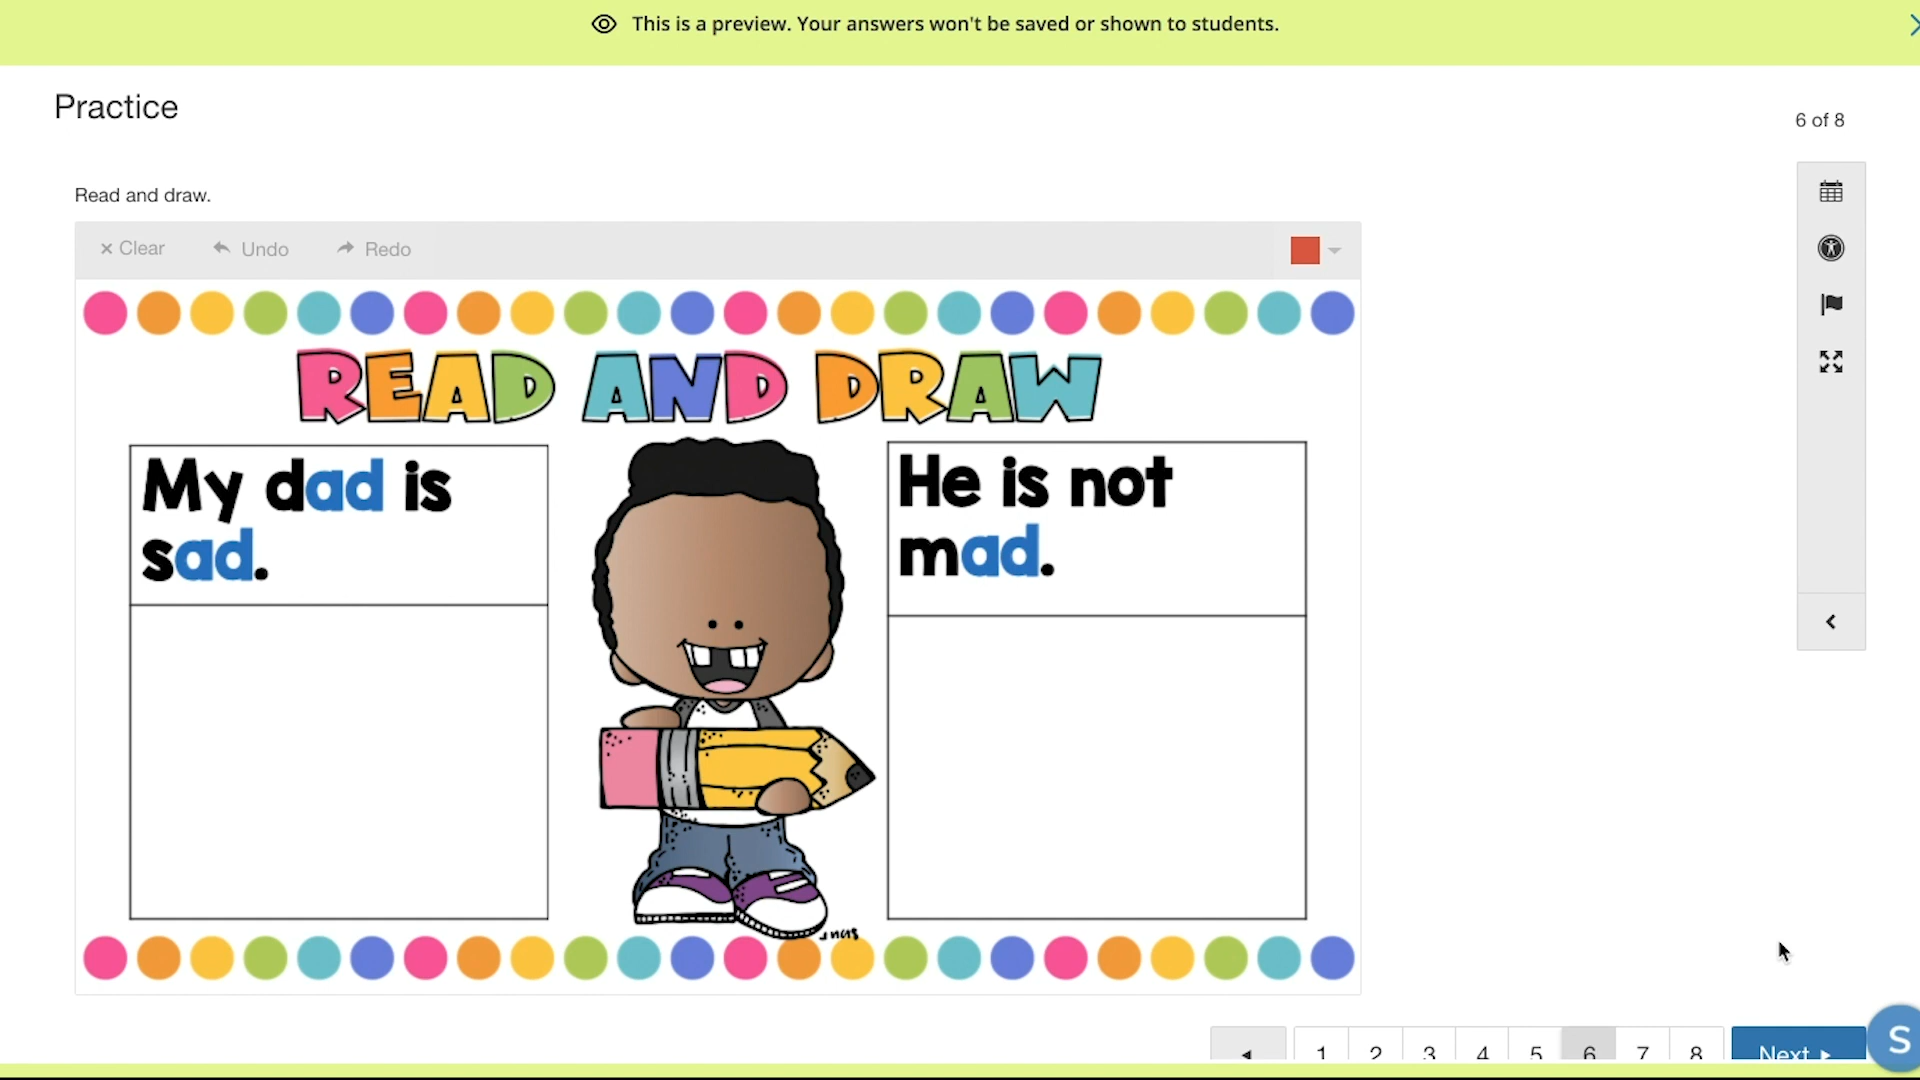 This is a preview. Your answers won't be saved or shown to students.
Practice
6 of 8
Read and draw.
× Clear Undo Redo
READ AND DRAW
My dad is
sad.
He is not
mad.
1 2 3 4 5 6 7 8 Next
S